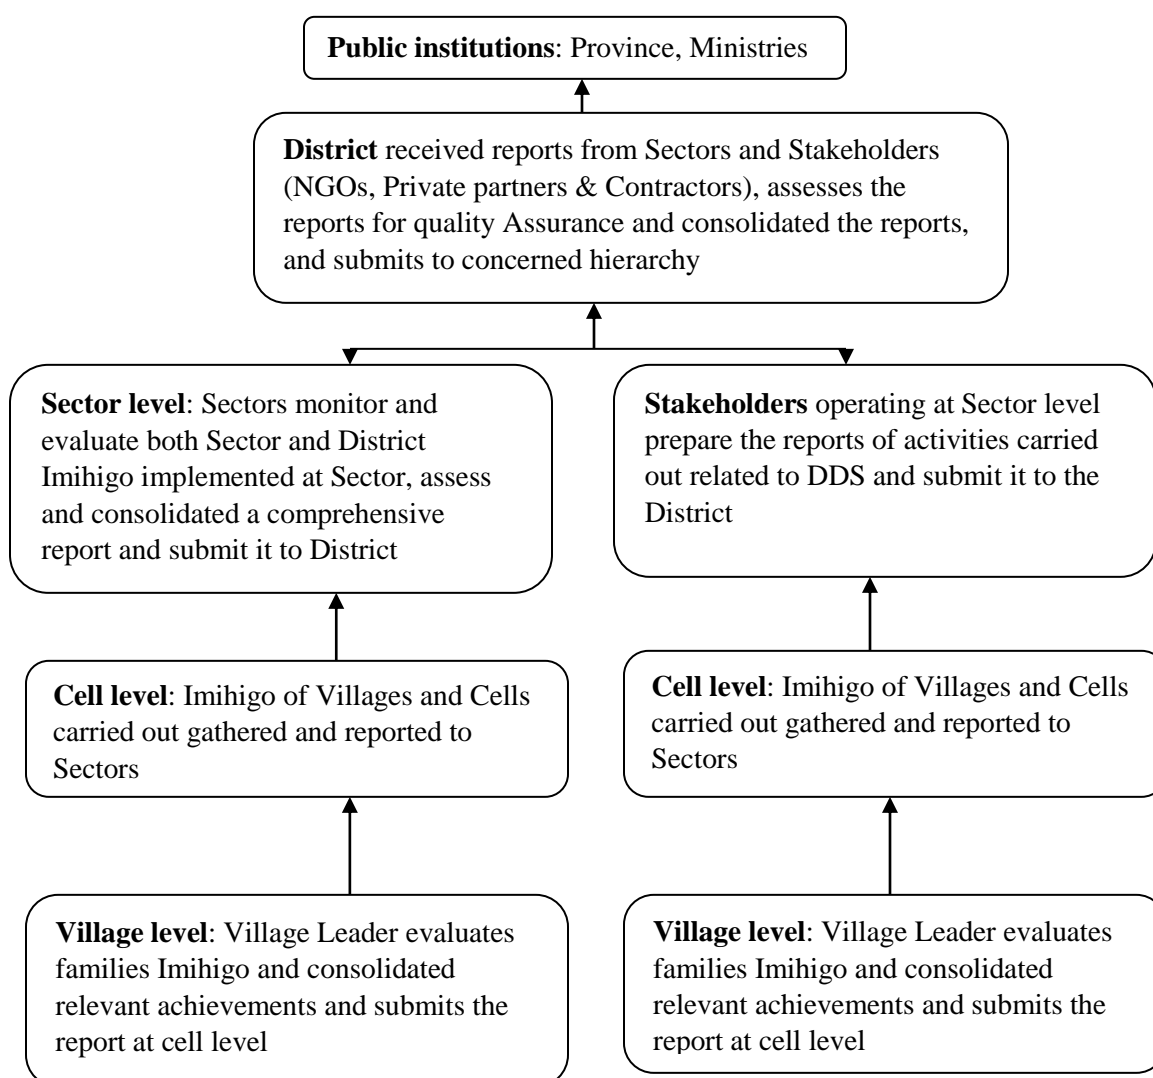 Public institutions: Province, Ministries
District received reports from Sectors and Stakeholders
(NGOs, Private partners & Contractors), assesses the
reports for quality Assurance and consolidated the reports,
and submits to concerned hierarchy
Sector level: Sectors monitor and
evaluate both Sector and District
Imihigo implemented at Sector, assess
and consolidated a comprehensive
report and submit it to District
Stakeholders operating at Sector level
prepare the reports of activities carried
out related to DDS and submit it to the
District
Cell level: Imihigo of Villages and Cells
carried out gathered and reported to
Sectors
Cell level: Imihigo of Villages and Cells
carried out gathered and reported to
Sectors
Village level: Village Leader evaluates
families Imihigo and consolidated
relevant achievements and submits the
report at cell level
Village level: Village Leader evaluates
families Imihigo and consolidated
relevant achievements and submits the
report at cell level